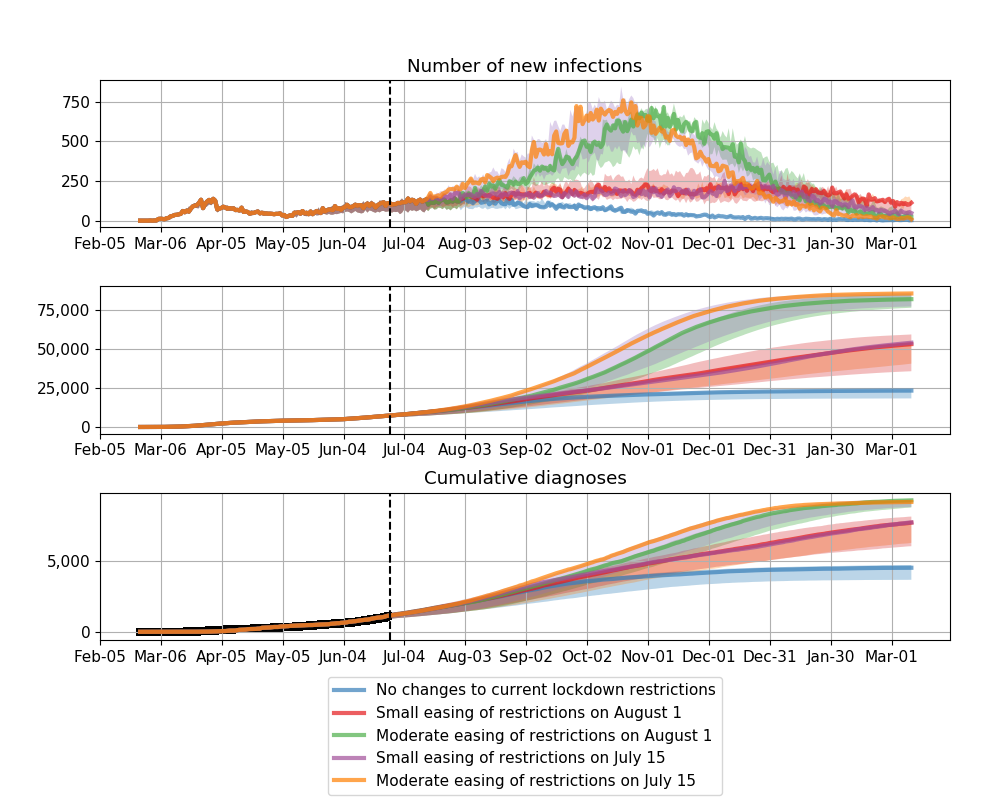 Number of new infections
750
500
250
0
Feb-05 Mar-06 Apr-05 May-05 Jun-04 Jul-04 Aug-03 Sep-02 Oct-02 Nov-01 Dec-01 Dec-31 Jan-30 Mar-01
Cumulative infections
75,000
50,000
25,000
0
Feb-05 Mar-06 Apr-05 May-05 Jun-04 Jul-04 Aug-03 Sep-02 Oct-02 Nov-01 Dec-01 Dec-31 Jan-30 Mar-01
Cumulative diagnoses
5,000
0
Feb-05 Mar-06 Apr-05 May-05 Jun-04 Jul-04 Aug-03 Sep-02 Oct-02 Nov-01 Dec-01 Dec-31 Jan-30 Mar-01
No changes to current lockdown restrictions
Small easing of restrictions on August 1
Moderate easing of restrictions on August 1
Small easing of restrictions on July 15
Moderate easing of restrictions on July 15